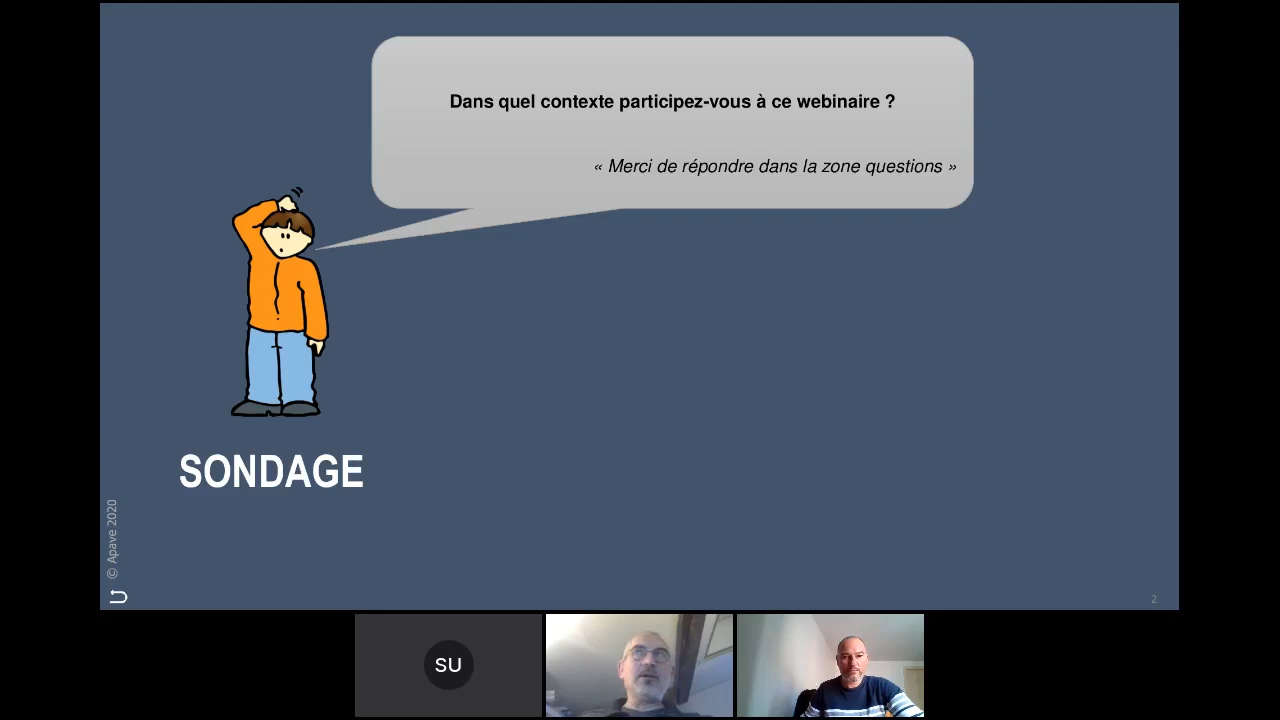 Dans quel contexte participez-vous à ce webinaire ?
« Merci de répondre dans la zone questions »
SONDAGE
© Apave 2020
2
SU